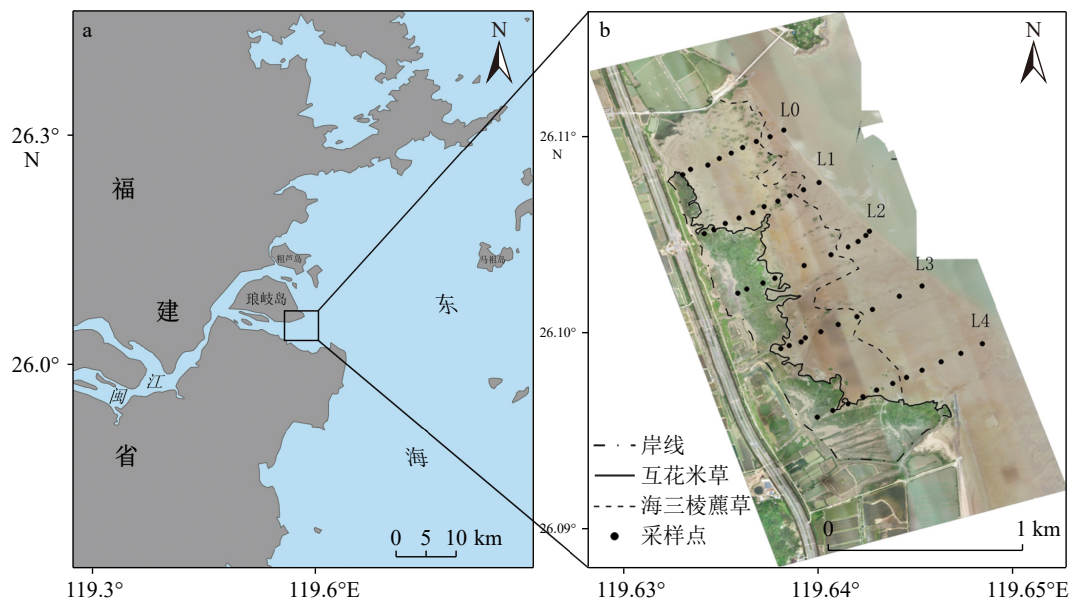 a
N
26.3°
N
福
粗芦岛
马祖岛
琅岐岛
建
东
26.0°
江
闽
省
海
0 5 10 km
119.3°
119.6°E
b
N
L0
26.11°
N
L1
L2
L3
26.10°
L4
岸线
互花米草
海三棱藨草
采样点
0 1 km
26.09°
119.63°
119.64°
119.65°E